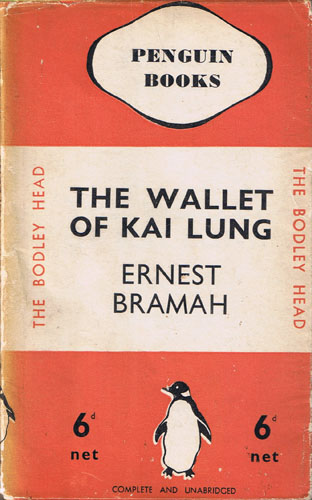 PENGUIN
BOOKS
THE BODLEY HEAD
THE WALLET
OF KAI LUNG
ERNEST
BRAMAH
THE BODLEY HEAD
6d
net
6d
net
COMPLETE AND UNABRIDGED